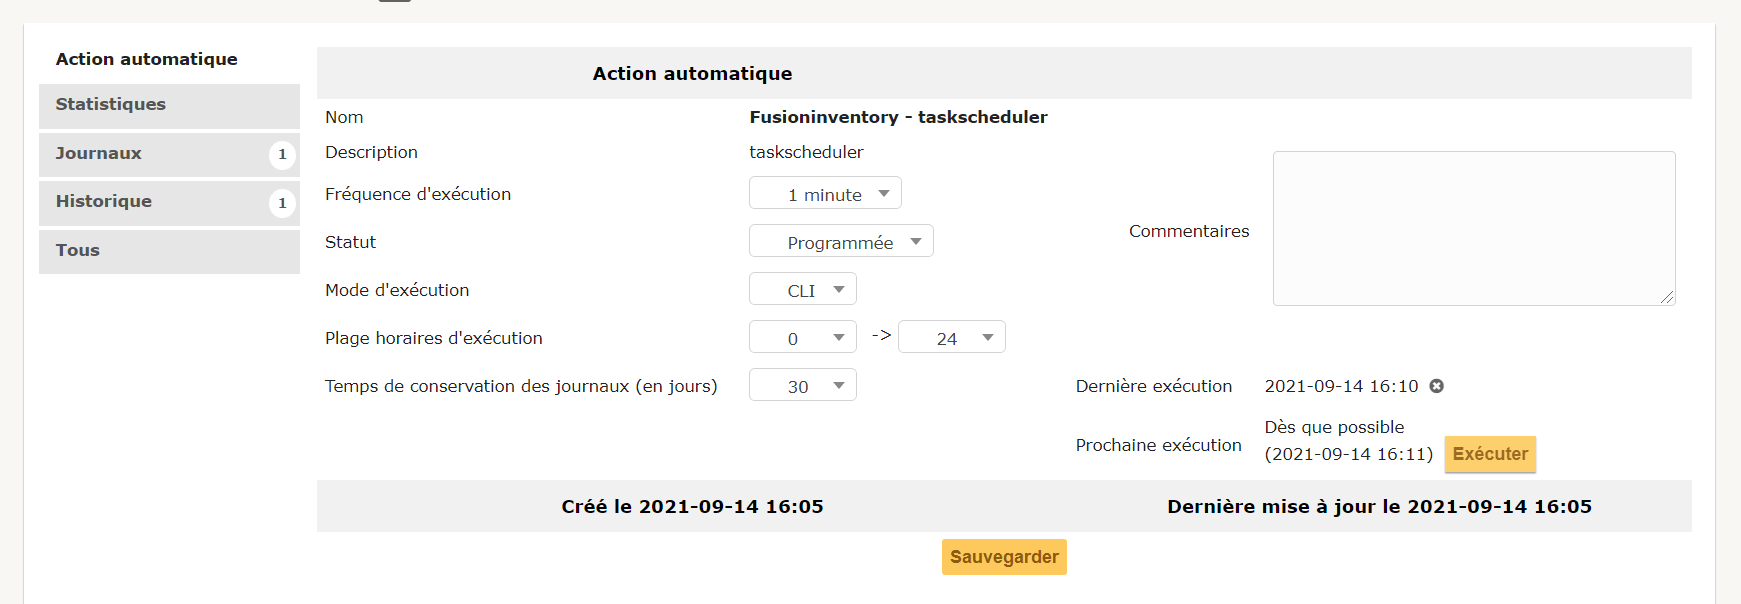 Action automatique
Statistiques
Journaux 1
Historique 1
Tous
Action automatique
Nom Fusioninventory - taskscheduler
Description taskscheduler
Fréquence d'exécution 1 minute
Statut Programmée
Mode d'exécution CLI
Plage horaires d'exécution 0 -> 24
Temps de conservation des journaux (en jours) 30
Commentaires
Dernière exécution 2021-09-14 16:10
Prochaine exécution Dès que possible
(2021-09-14 16:11) Exécuter
Créé le 2021-09-14 16:05 Dernière mise à jour le 2021-09-14 16:05
Sauvegarder